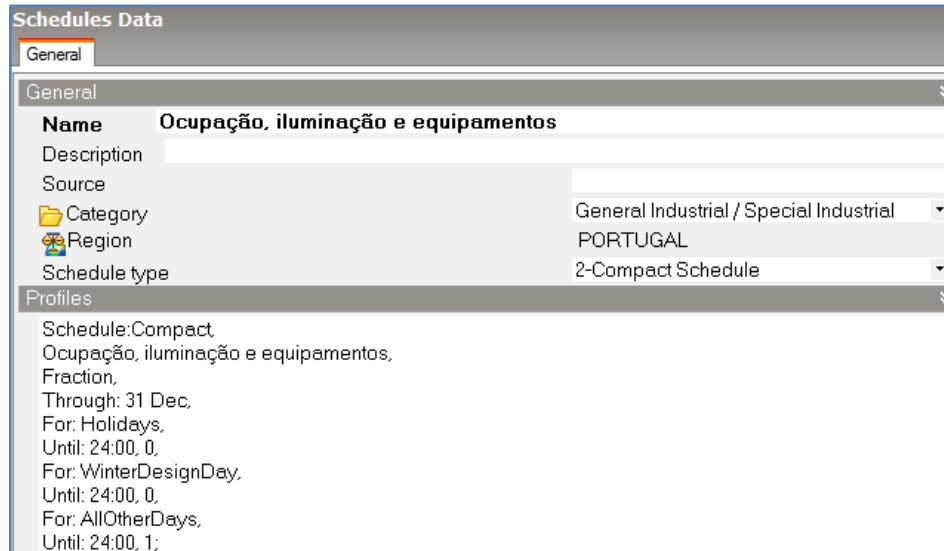 Schedules Data
General
General
Name Ocupação, iluminação e equipamentos
Description
Source
Category General Industrial / Special Industrial
Region PORTUGAL
Schedule type 2-Compact Schedule
Profiles
Schedule:Compact,
Ocupação, iluminação e equipamentos,
Fraction,
Through: 31 Dec,
For: Holidays,
Until: 24:00, 0,
For: WinterDesignDay,
Until: 24:00, 0,
For: AllOtherDays,
Until: 24:00, 1;